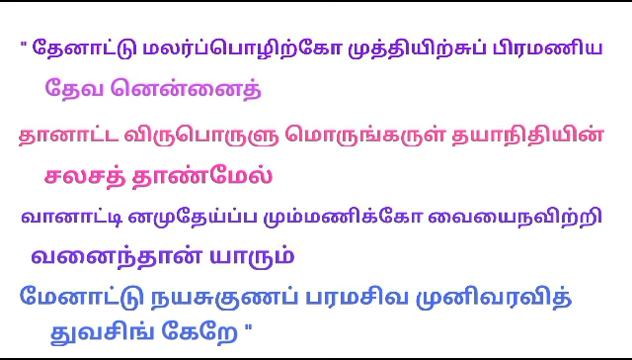 " தேனாட்டு மலர்ப்பொழிற்கோ முத்தியிற்சுப் பிரமணிய
தேவ னென்னைத்
தானாட்ட விருபொருளு மொருங்கருள் தயாநிதியின்
சலசத் தாண்மேல்
வானாட்டி னமுதேய்ப்ப மும்மணிக்கோ வையைநவிற்றி
வனைந்தான் யாரும்
மேனாட்டு நயசுகுணப் பரமசிவ முனிவரவித்
துவசிங் கேறே "